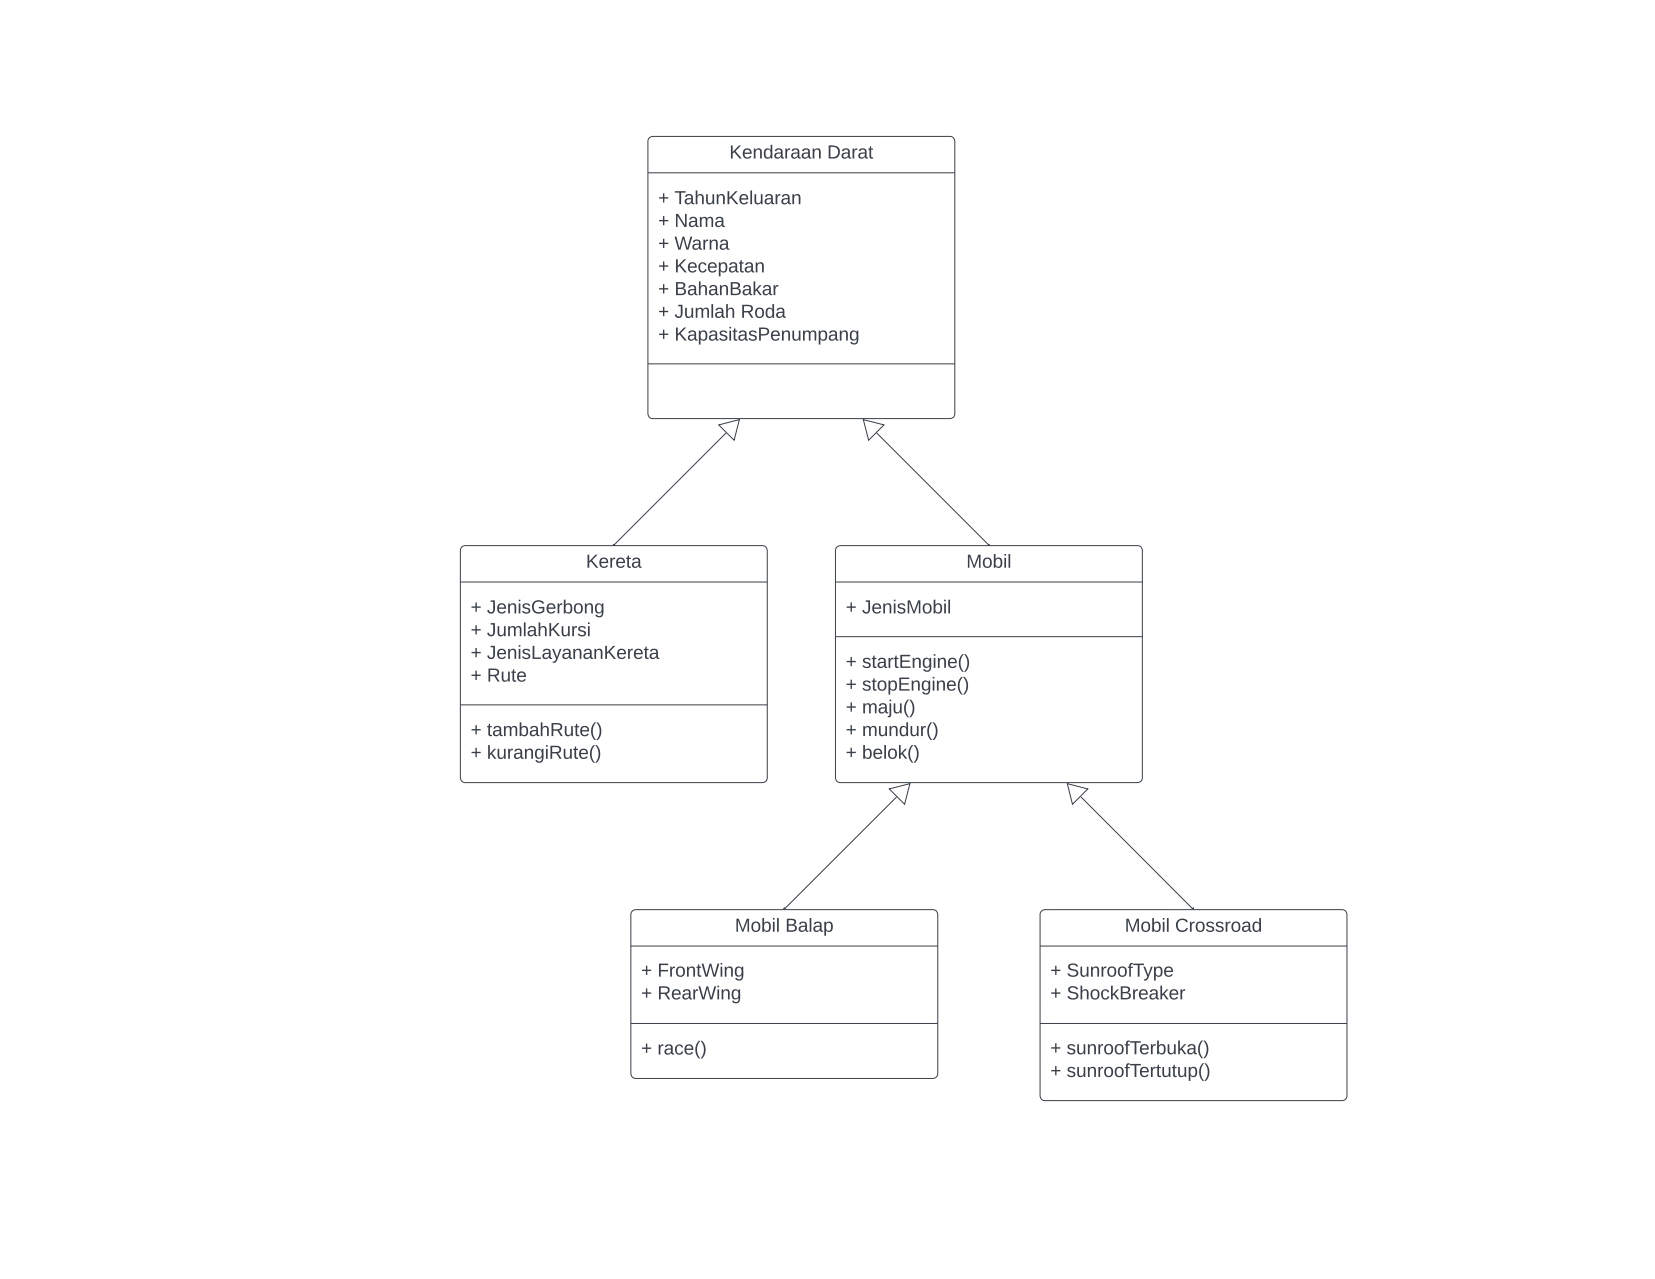 Kendaraan Darat
+ TahunKeluaran
+ Nama
+ Warna
+ Kecepatan
+ BahanBakar
+ Jumlah Roda
+ KapasitasPenumpang
Kereta
+ JenisGerbong
+ JumlahKursi
+ JenisLayananKereta
+ Rute
+ tambahRute()
+ kurangiRute()
Mobil
+ JenisMobil
+ startEngine()
+ stopEngine()
+ maju()
+ mundur()
+ belok()
Mobil Balap
+ FrontWing
+ RearWing
+ race()
Mobil Crossroad
+ SunroofType
+ ShockBreaker
+ sunroofTerbuka()
+ sunroofTertutup()